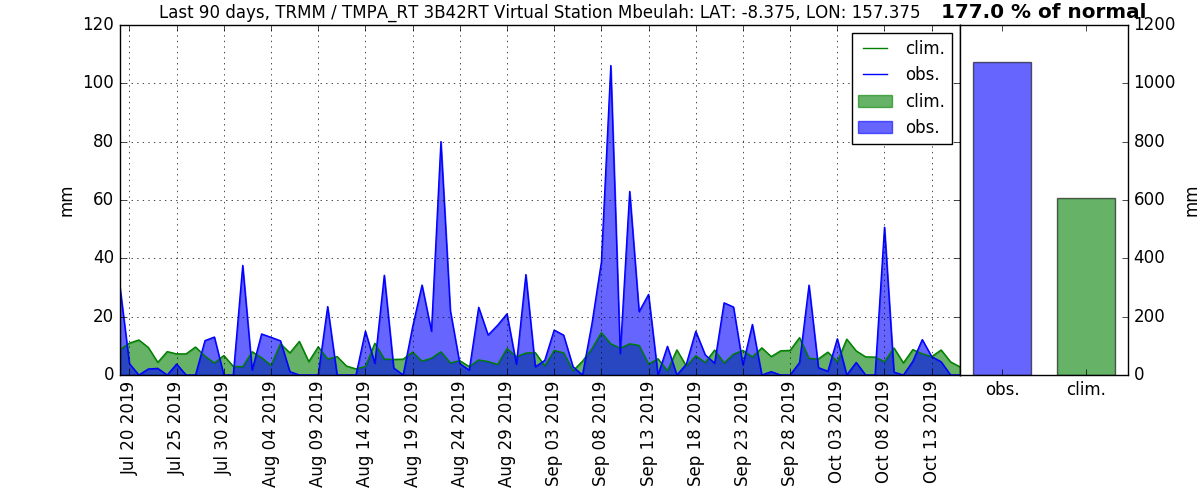 Last 90 days, TRMM / TMPA_RT 3B42RT Virtual Station Mbeulah: LAT: -8.375, LON: 157.375
177.0 % of normal
120
100
80
60
40
20
0
mm
clim.
obs.
clim.
obs.
1200
1000
800
600
400
200
0
mm
Jul 20 2019
Jul 25 2019
Jul 30 2019
Aug 04 2019
Aug 09 2019
Aug 14 2019
Aug 19 2019
Aug 24 2019
Aug 29 2019
Sep 03 2019
Sep 08 2019
Sep 13 2019
Sep 18 2019
Sep 23 2019
Sep 28 2019
Oct 03 2019
Oct 08 2019
Oct 13 2019
obs.
clim.